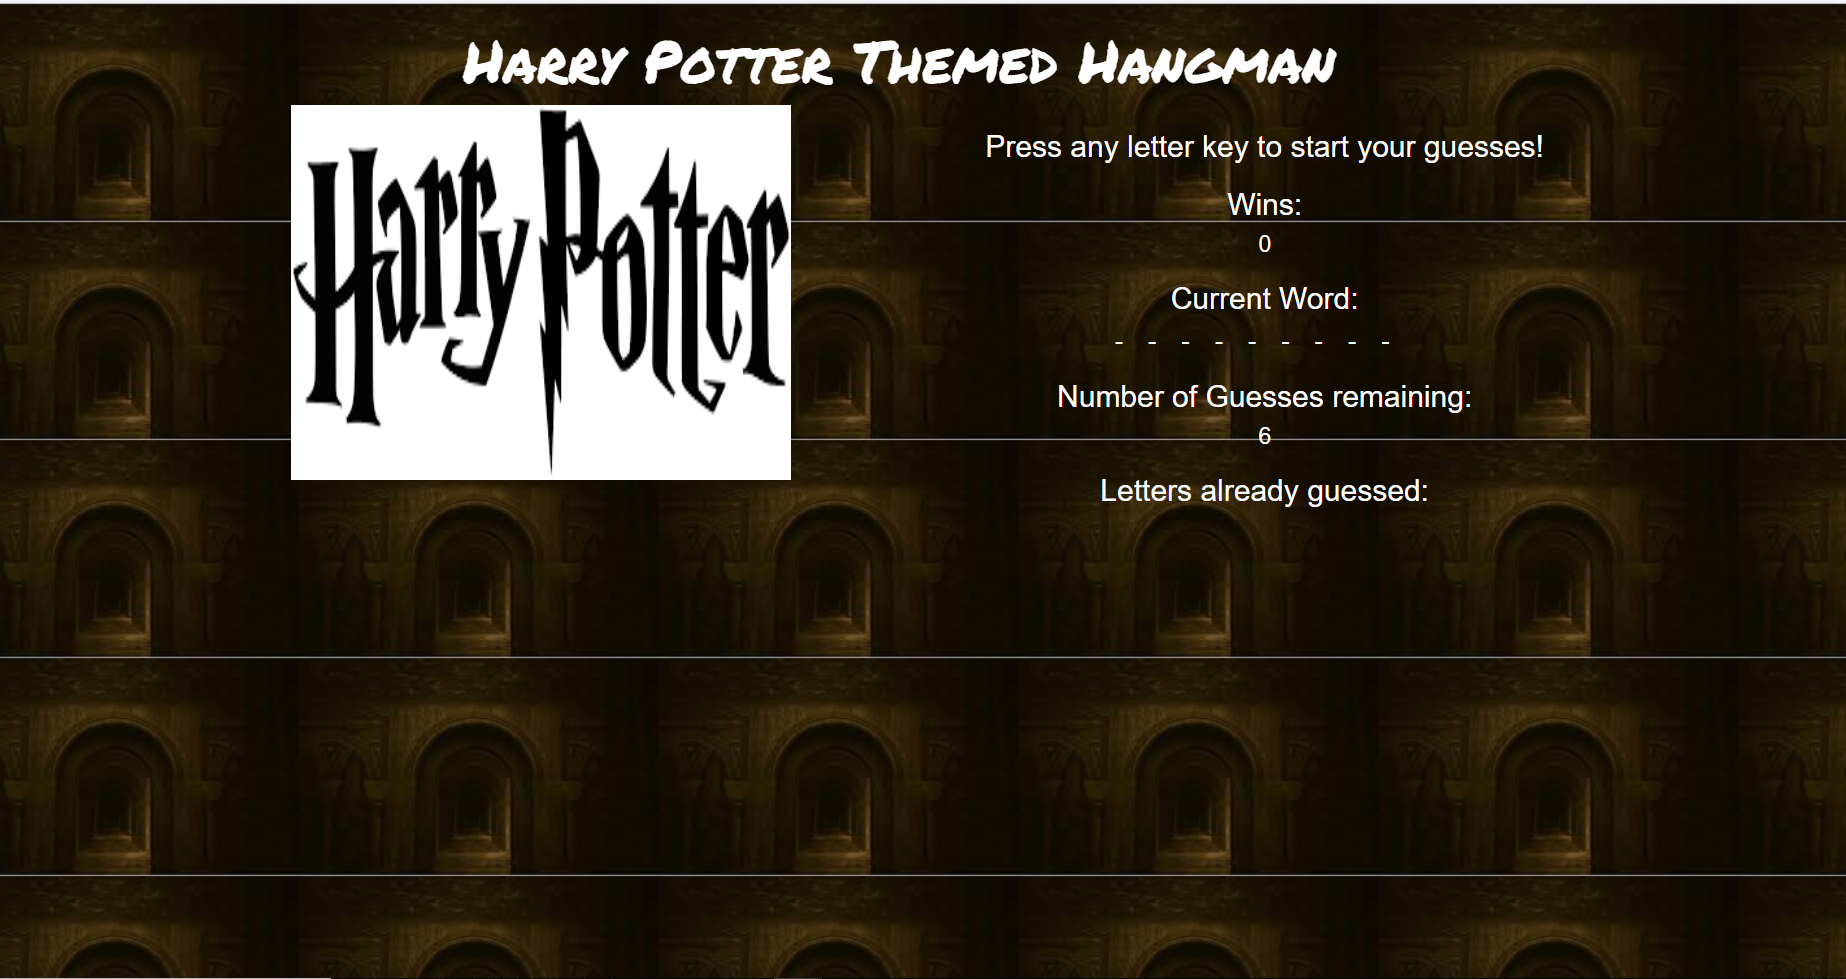 Harry Potter Themed Hangman
Harry Potter
Press any letter key to start your guesses!
Wins:
0
Current Word:
- - - - - - - - -
Number of Guesses remaining:
6
Letters already guessed: